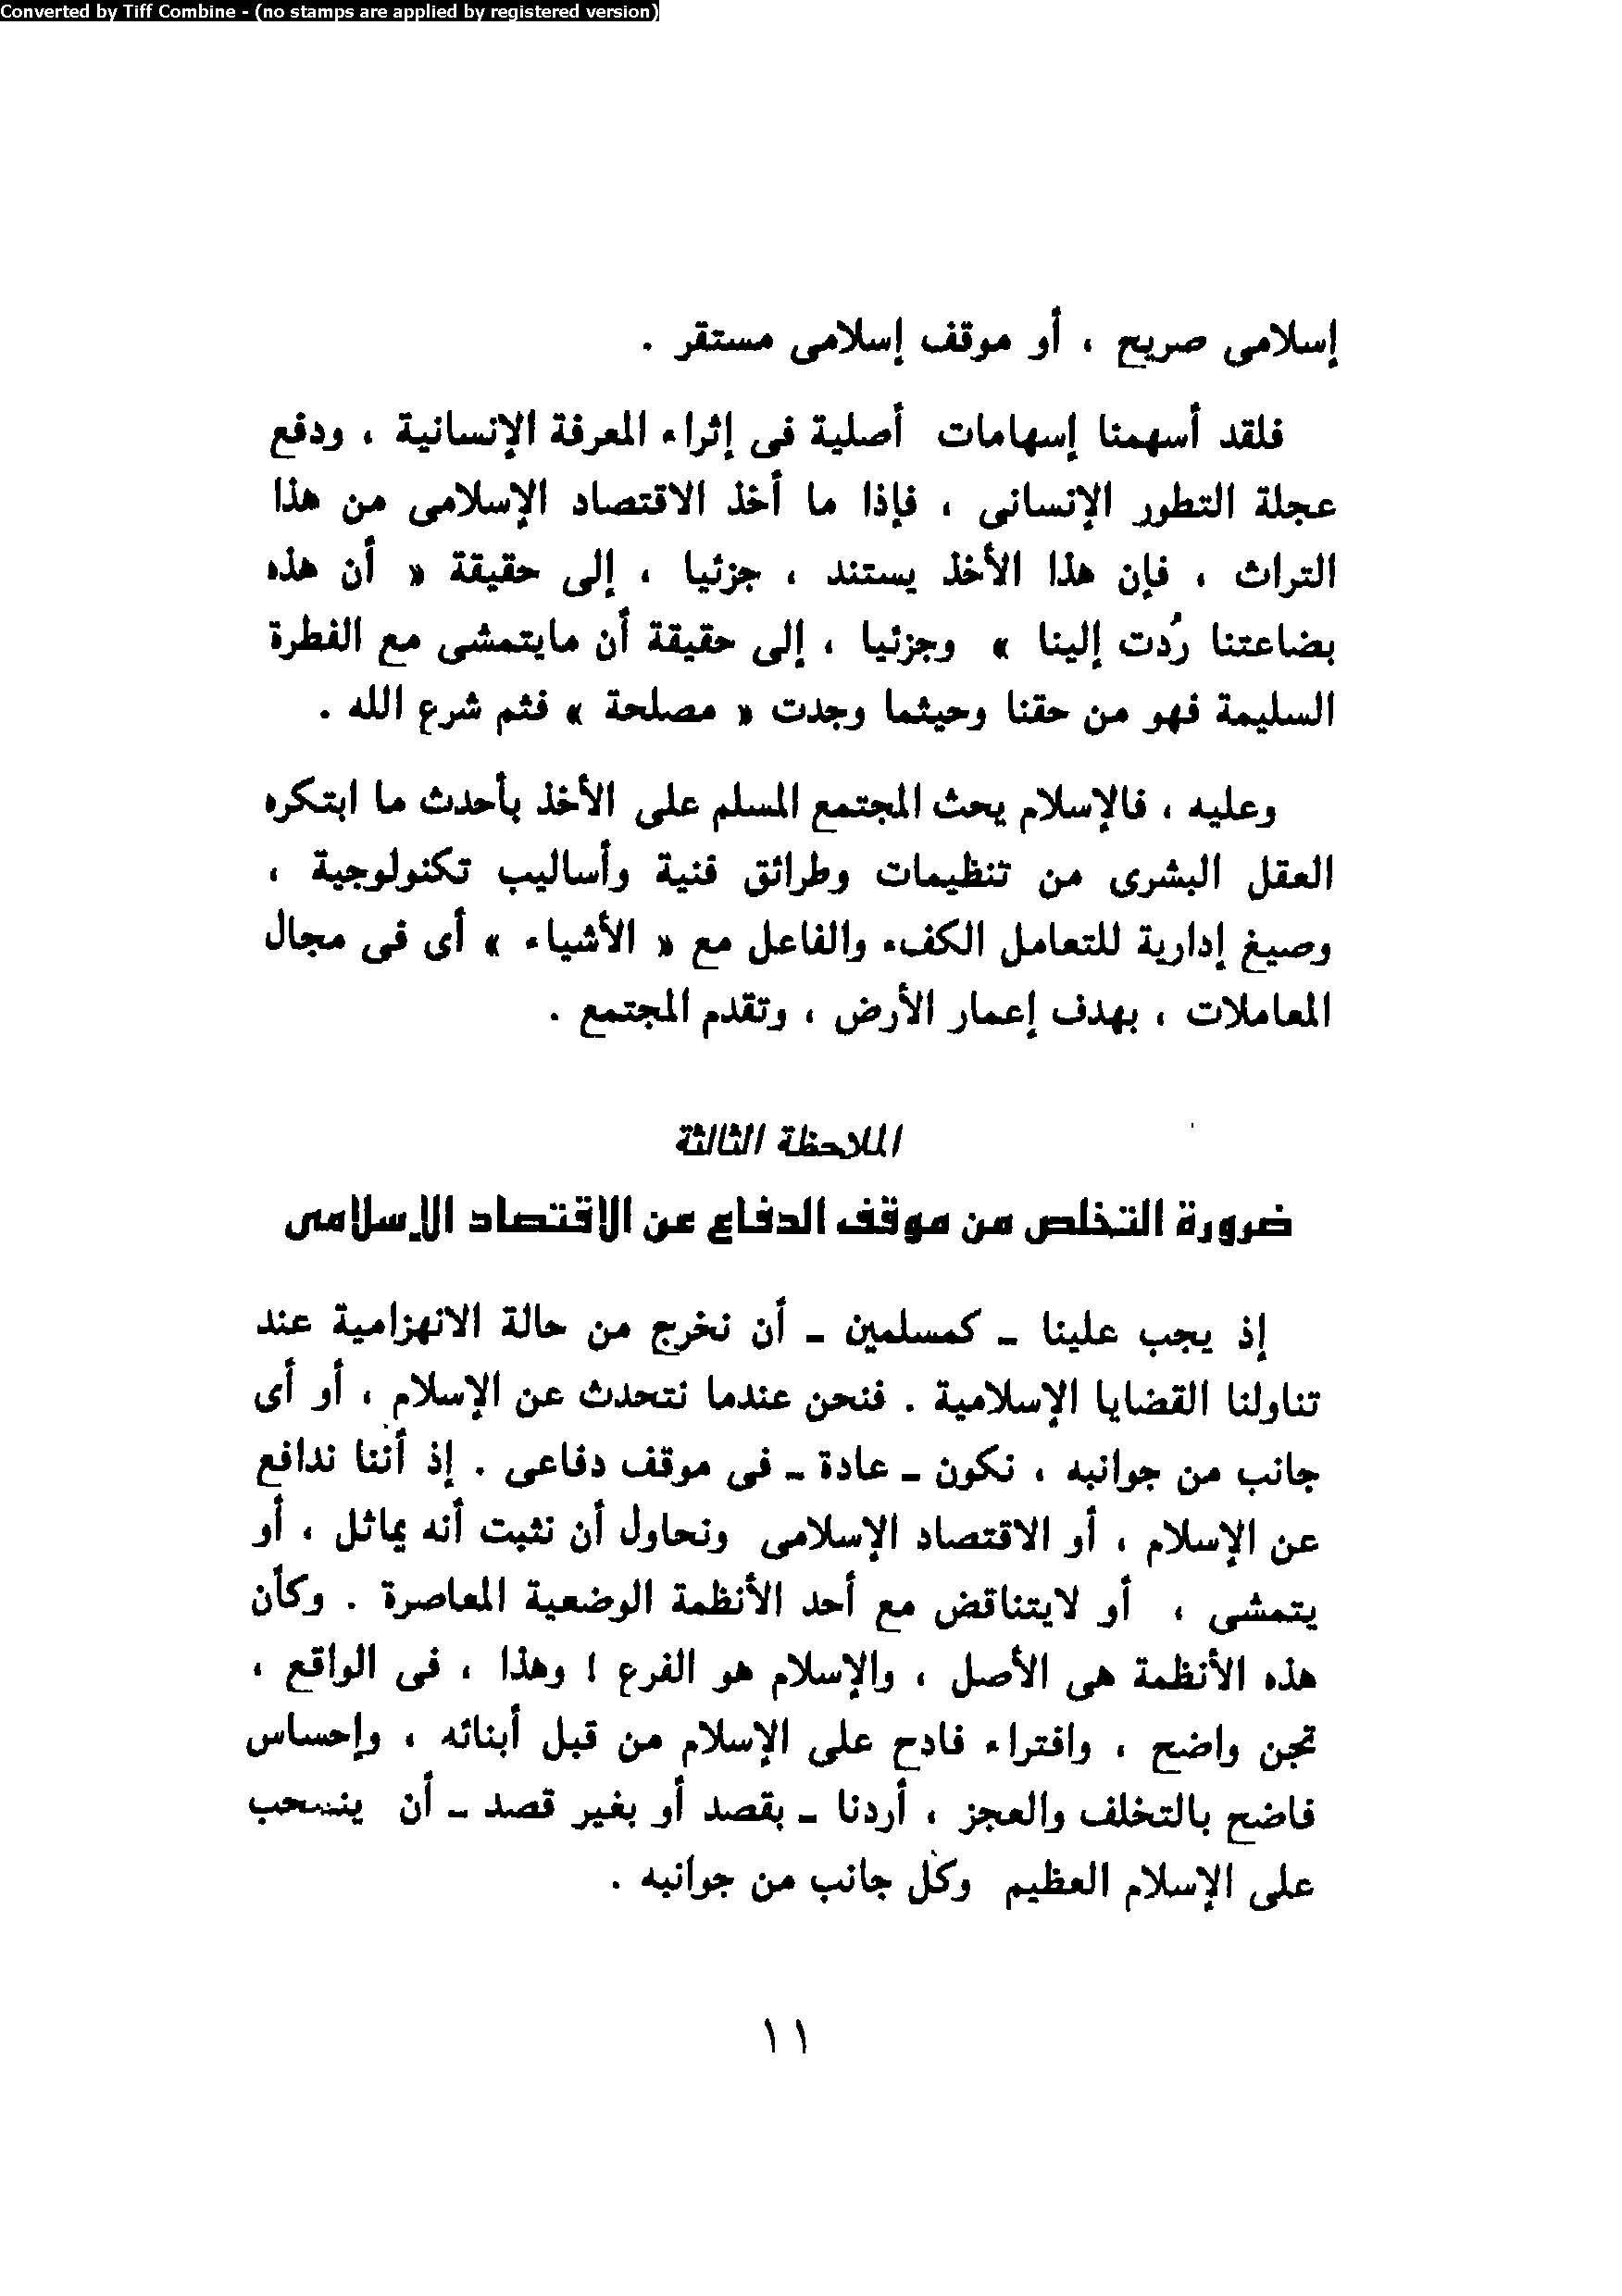 Converted by Tiff Combine - (no stamps are applied by registered version)
إسلامى صريح ، أو موقف إسلامى مستقر .
فلقد أسهمنا إسهامات أصلية فى إثراء المعرفة الإنسانية ، ودفع
عجلة التطور الإنسانى ، فإذا ما أخذ الاقتصاد الإسلامى من هذا
التراث ، فإن هذا الأخذ يستند ، جزئيا ، إلى حقيقة « أن هذه
بضاعتنا رُدت إلينا » وجزئيا ، إلى حقيقة أن مايتمشى مع الفطرة
السليمة فهو من حقنا وحيثما وجدت « مصلحة » فثم شرع الله .
وعليه ، فالإسلام يحث المجتمع المسلم على الأخذ بأحدث ما ابتكره
العقل البشرى من تنظيمات وطرائق فنية وأساليب تكنولوجية ،
وصيغ إدارية للتعامل الكفء والفاعل مع « الأشياء » أى فى مجال
المعاملات ، بهدف إعمار الأرض ، وتقدم المجتمع .
الملاحظة الثالثة
ضرورة التخلص من موقف الدفاع عن الاقتصاد الإسلامى
إذ يجب علينا ـ كمسلمين ـ أن نخرج من حالة الانهزامية عند
تناولنا القضايا الإسلامية . فنحن عندما نتحدث عن الإسلام ، أو أى
جانب من جوانبه ، نكون ـ عادة ـ فى موقف دفاعى . إذ أننا ندافع
عن الإسلام ، أو الاقتصاد الإسلامى ونحاول أن نثبت أنه يماثل ، أو
يتمشى ، أو لايتناقض مع أحد الأنظمة الوضعية المعاصرة . وكأن
هذه الأنظمة هى الأصل ، والإسلام هو الفرع ! وهذا ، فى الواقع ،
تجن واضح ، وافتراء فادح على الإسلام من قبل أبنائه ، وإحساس
فاضح بالتخلف والعجز ، أردنا ـ بقصد أو بغير قصد ـ أن ينسحب
على الإسلام العظيم وكل جانب من جوانبه .
١١